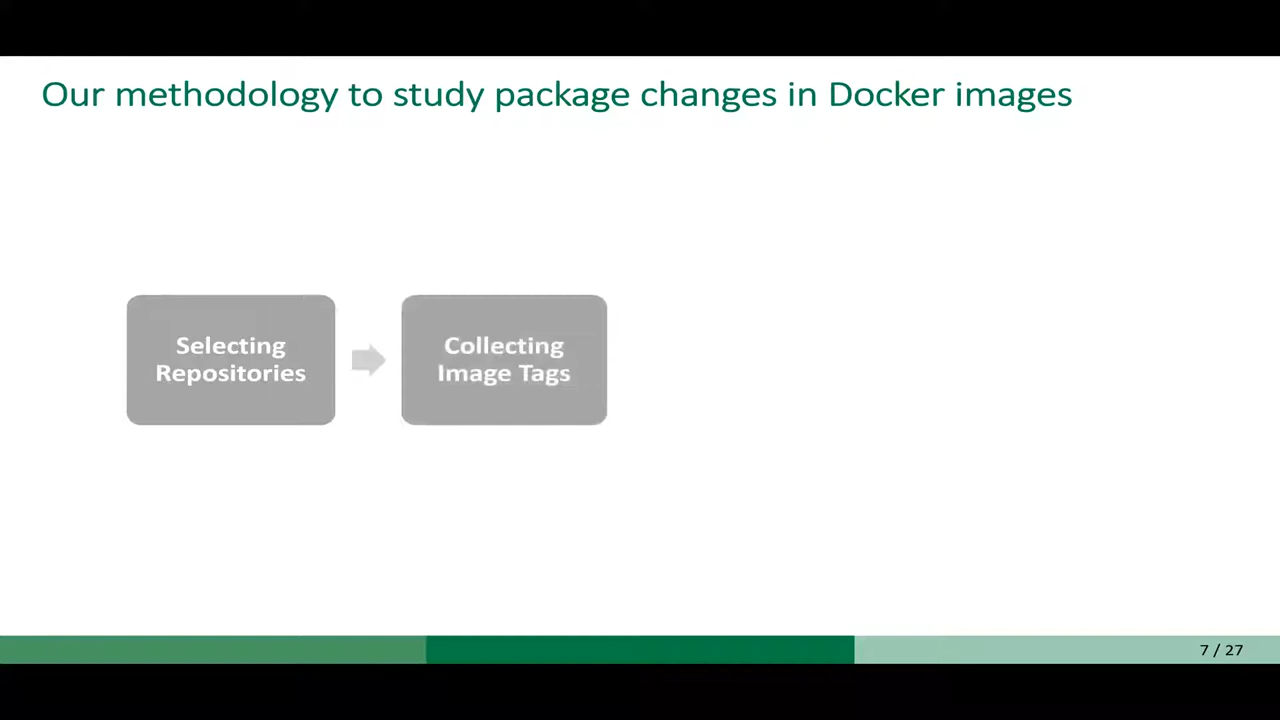 Our methodology to study package changes in Docker images
Selecting
Repositories
Collecting
Image Tags
7 / 27